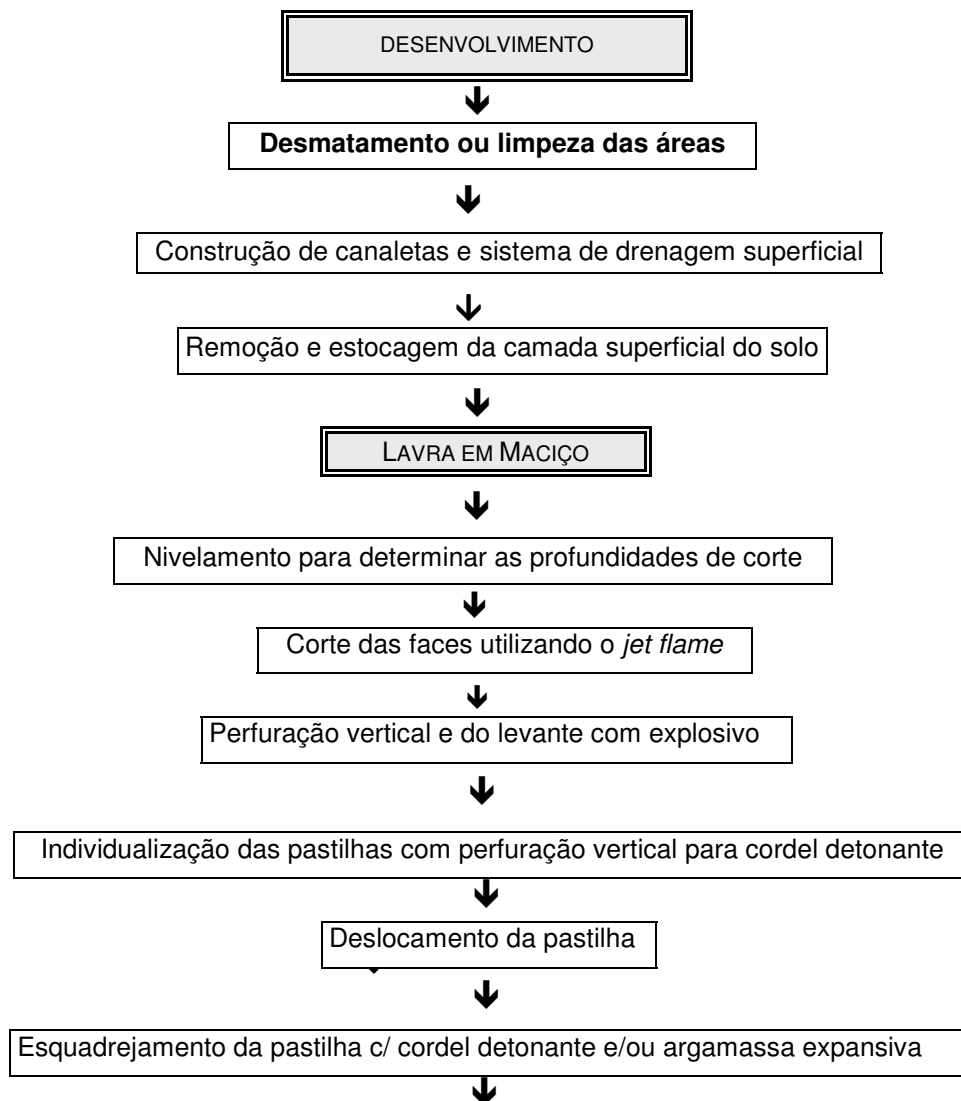 DESENVOLVIMENTO
Desmatamento ou limpeza das áreas
Construção de canaletas e sistema de drenagem superficial
Remoção e estocagem da camada superficial do solo
LAVRA EM MACIÇO
Nivelamento para determinar as profundidades de corte
Corte das faces utilizando o jet flame
Perfuração vertical e do levante com explosivo
Individualização das pastilhas com perfuração vertical para cordel detonante
Deslocamento da pastilha
Esquadrejamento da pastilha c/ cordel detonante e/ou argamassa expansiva